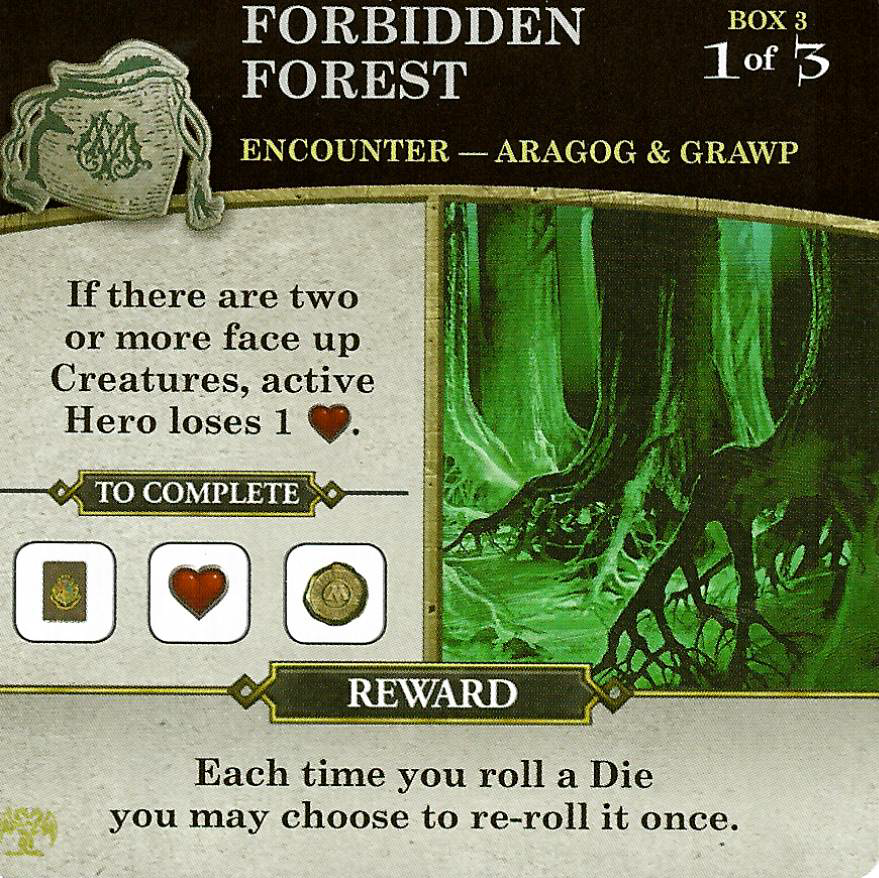 FORBIDDEN
FOREST
BOX 3
1 of 3
ENCOUNTER — ARAGOG & GRAWP
If there are two
or more face up
Creatures, active
Hero loses 1 .
TO COMPLETE
REWARD
Each time you roll a Die
you may choose to re-roll it once.